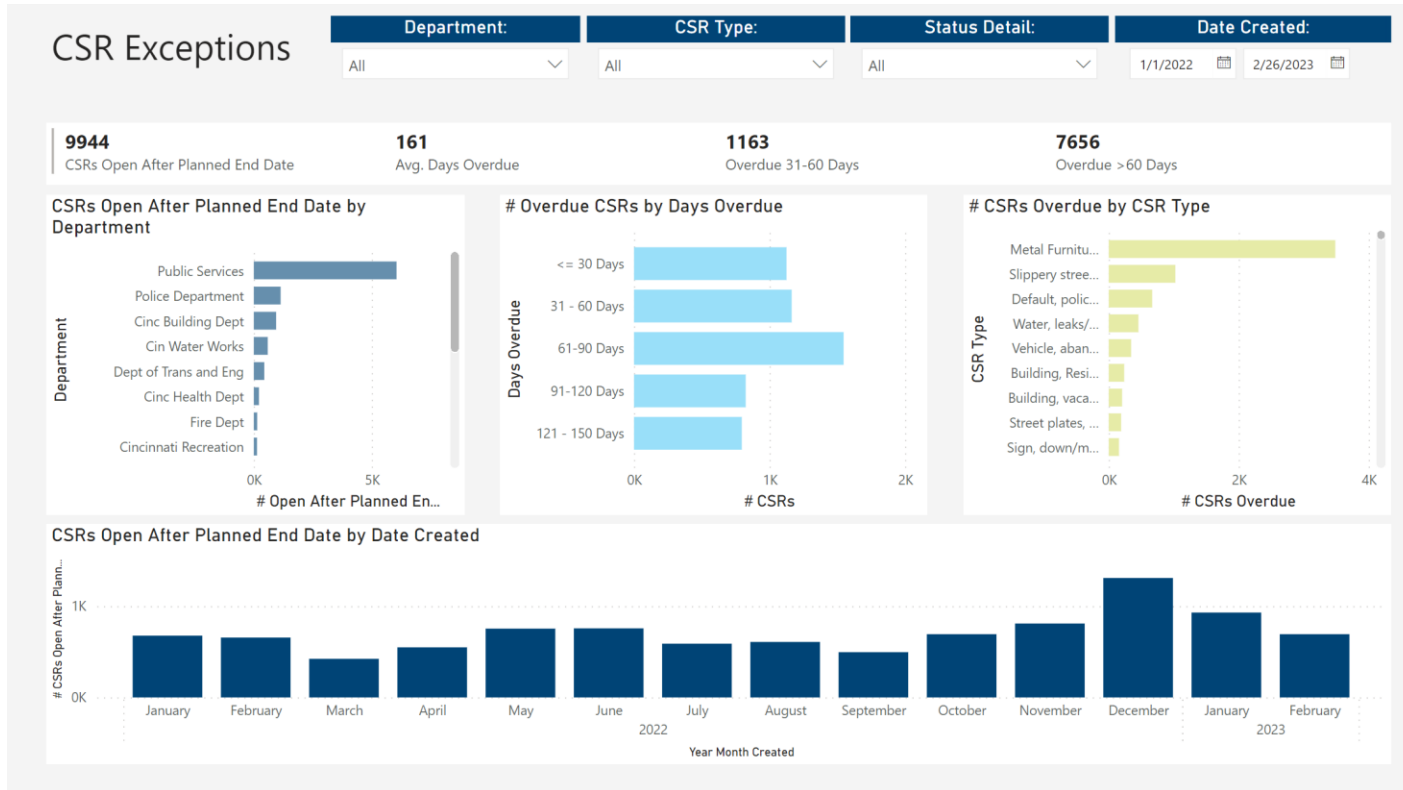 CSR Exceptions
Department:
CSR Type:
Status Detail:
Date Created:
All
All
All
1/1/2022
2/26/2023
9944
CSRs Open After Planned End Date
161
Avg. Days Overdue
1163
Overdue 31-60 Days
7656
Overdue >60 Days
CSRs Open After Planned End Date by
Department
Department
Public Services
Police Department
Cinc Building Dept
Cin Water Works
Dept of Trans and Eng
Cinc Health Dept
Fire Dept
Cincinnati Recreation
0K
5K
# Open After Planned En...
# Overdue CSRs by Days Overdue
Days Overdue
<= 30 Days
31 - 60 Days
61-90 Days
91-120 Days
121 - 150 Days
0K
1K
2K
# CSRs
# CSRs Overdue by CSR Type
CSR Type
Metal Furnitu...
Slippery stree...
Default, polic...
Water, leaks/...
Vehicle, aban...
Building, Resi...
Building, vaca...
Street plates, ...
Sign, down/m...
0K
2K
4K
# CSRs Overdue
CSRs Open After Planned End Date by Date Created
# CSRs Open After Plann...
1K
0K
January
February
March
April
May
June
July
August
September
October
November
December
January
February
2022
2023
Year Month Created